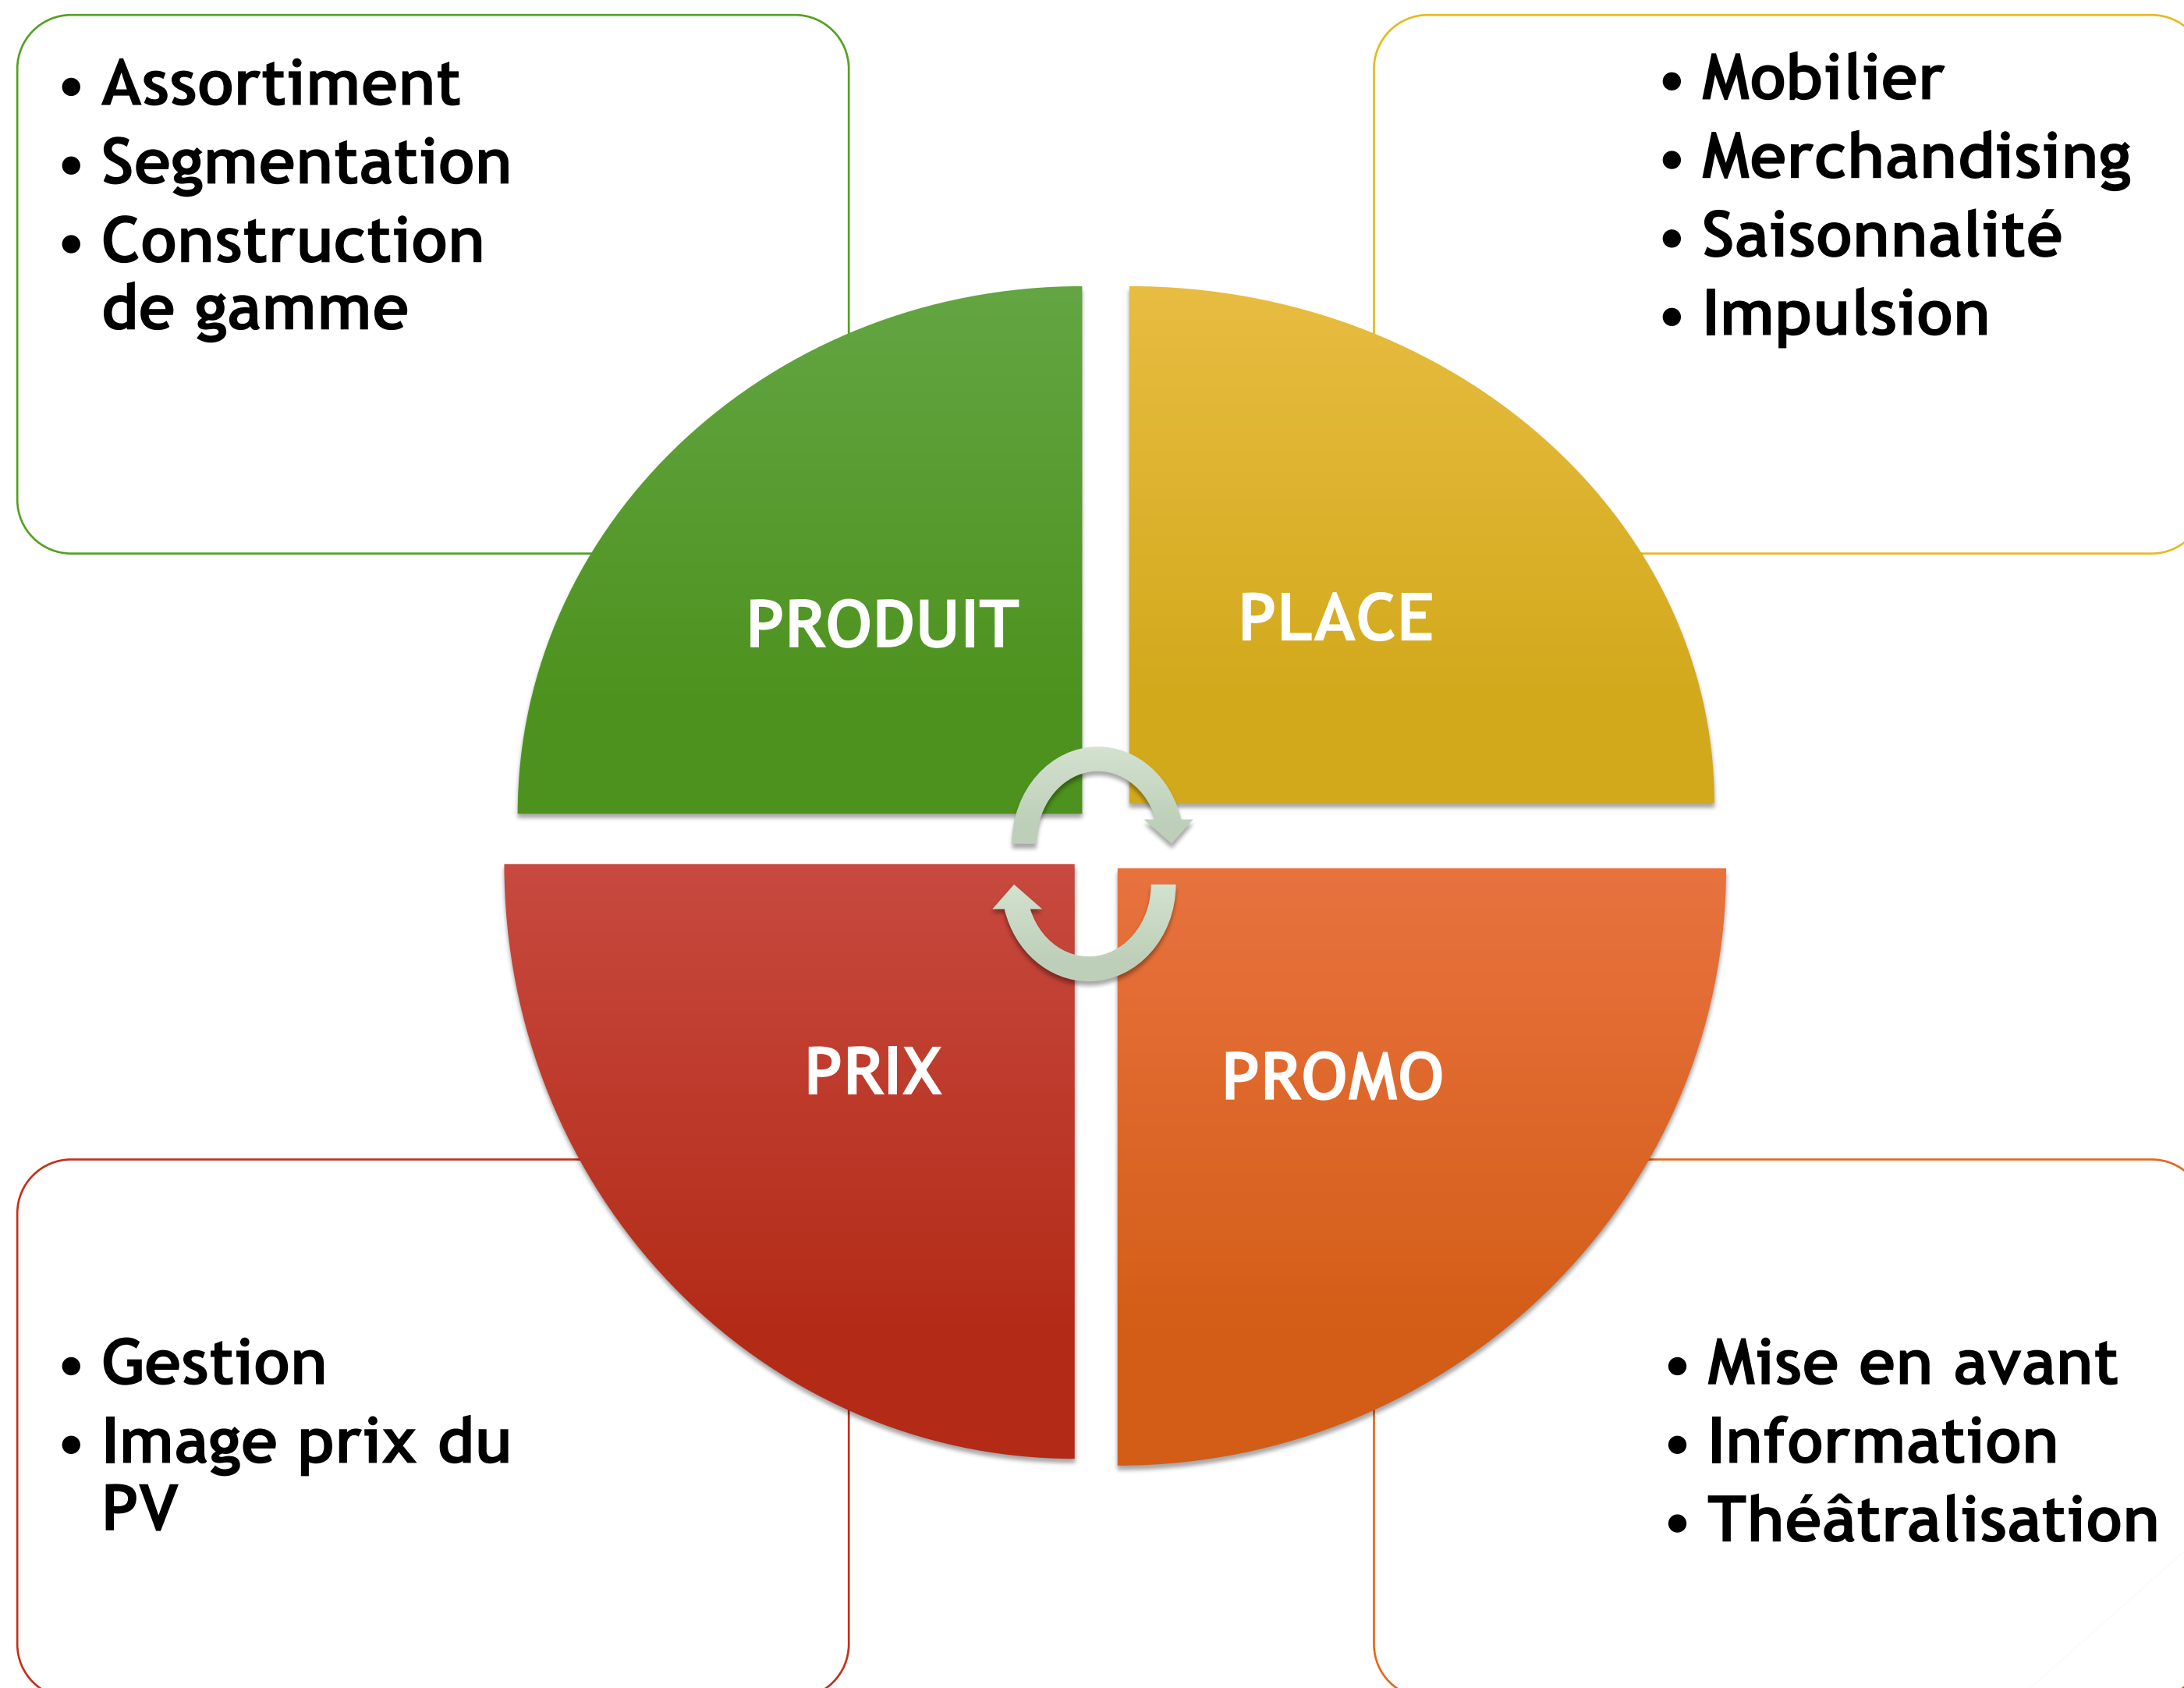 • Assortiment
• Segmentation
• Construction
de gamme
• Mobilier
• Merchandising
• Saisonnalité
• Impulsion
PRODUIT
PLACE
PRIX
PROMO
• Gestion
• Image prix du
PV
• Mise en avant
• Information
• Théâtralisation